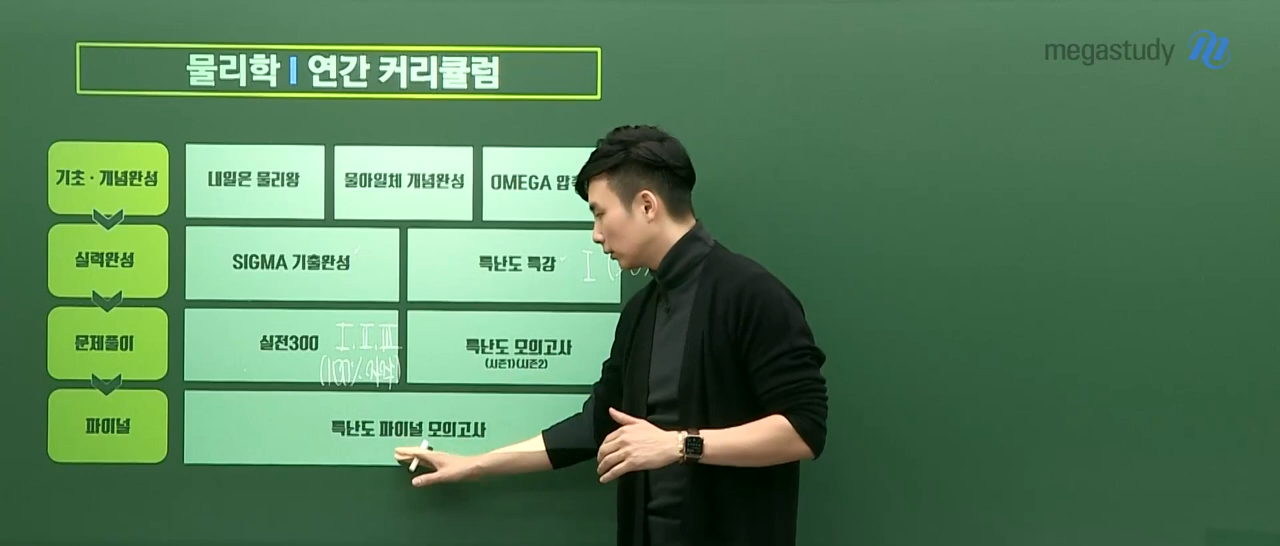 megastudy
물리학 I 연간 커리큘럼
기초 · 개념완성
내일은 물리왕
물아일체 개념완성
OMEGA
실력완성
SIGMA 기출완성
특난도 특강
I
문제풀이
실전300
I, II, III
(100%
특난도 모의고사
(시즌1)(시즌2)
파이널
특난도 파이널 모의고사